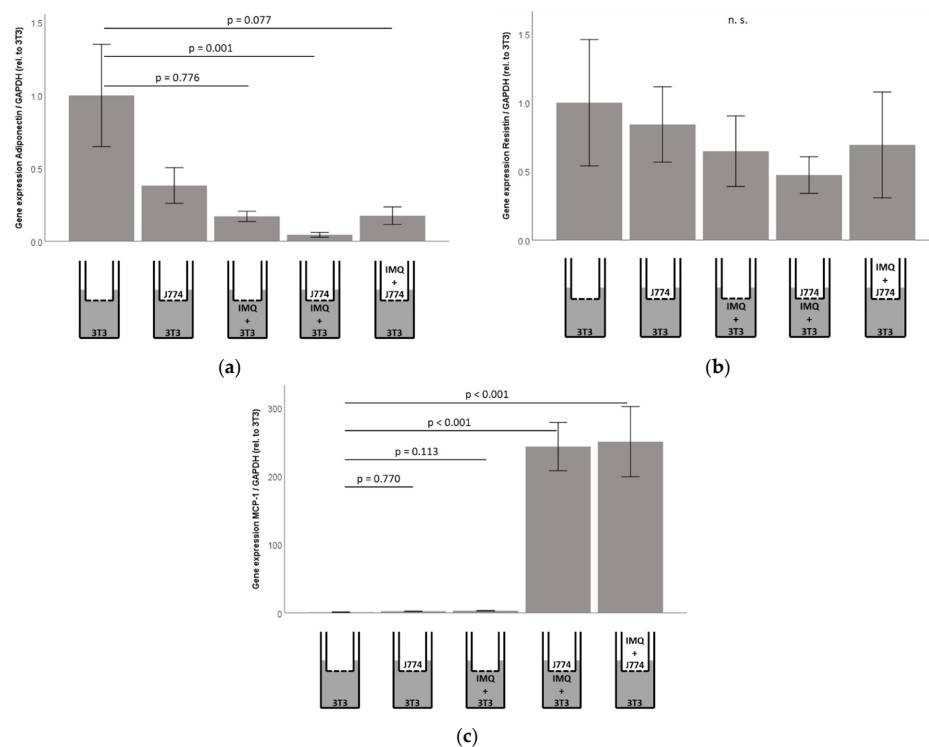 Gene expression Adiponectin / GAPDH (rel. to 3T3)
1.5
1.0
0.5
0.0
p = 0.077
p = 0.001
p = 0.776
3T3
J774
3T3
IMQ
+
3T3
J774
IMQ
+
3T3
IMQ
+
J774
3T3
(a)
Gene expression Resistin / GAPDH (rel. to 3T3)
1.5
1.0
0.5
0.0
n. s.
3T3
J774
3T3
IMQ
+
3T3
J774
IMQ
+
3T3
IMQ
+
J774
3T3
(b)
Gene expression MCP-1 / GAPDH (rel. to 3T3)
300
200
100
0
p < 0.001
p < 0.001
p = 0.113
p = 0.770
3T3
J774
3T3
IMQ
+
3T3
J774
IMQ
+
3T3
IMQ
+
J774
3T3
(c)